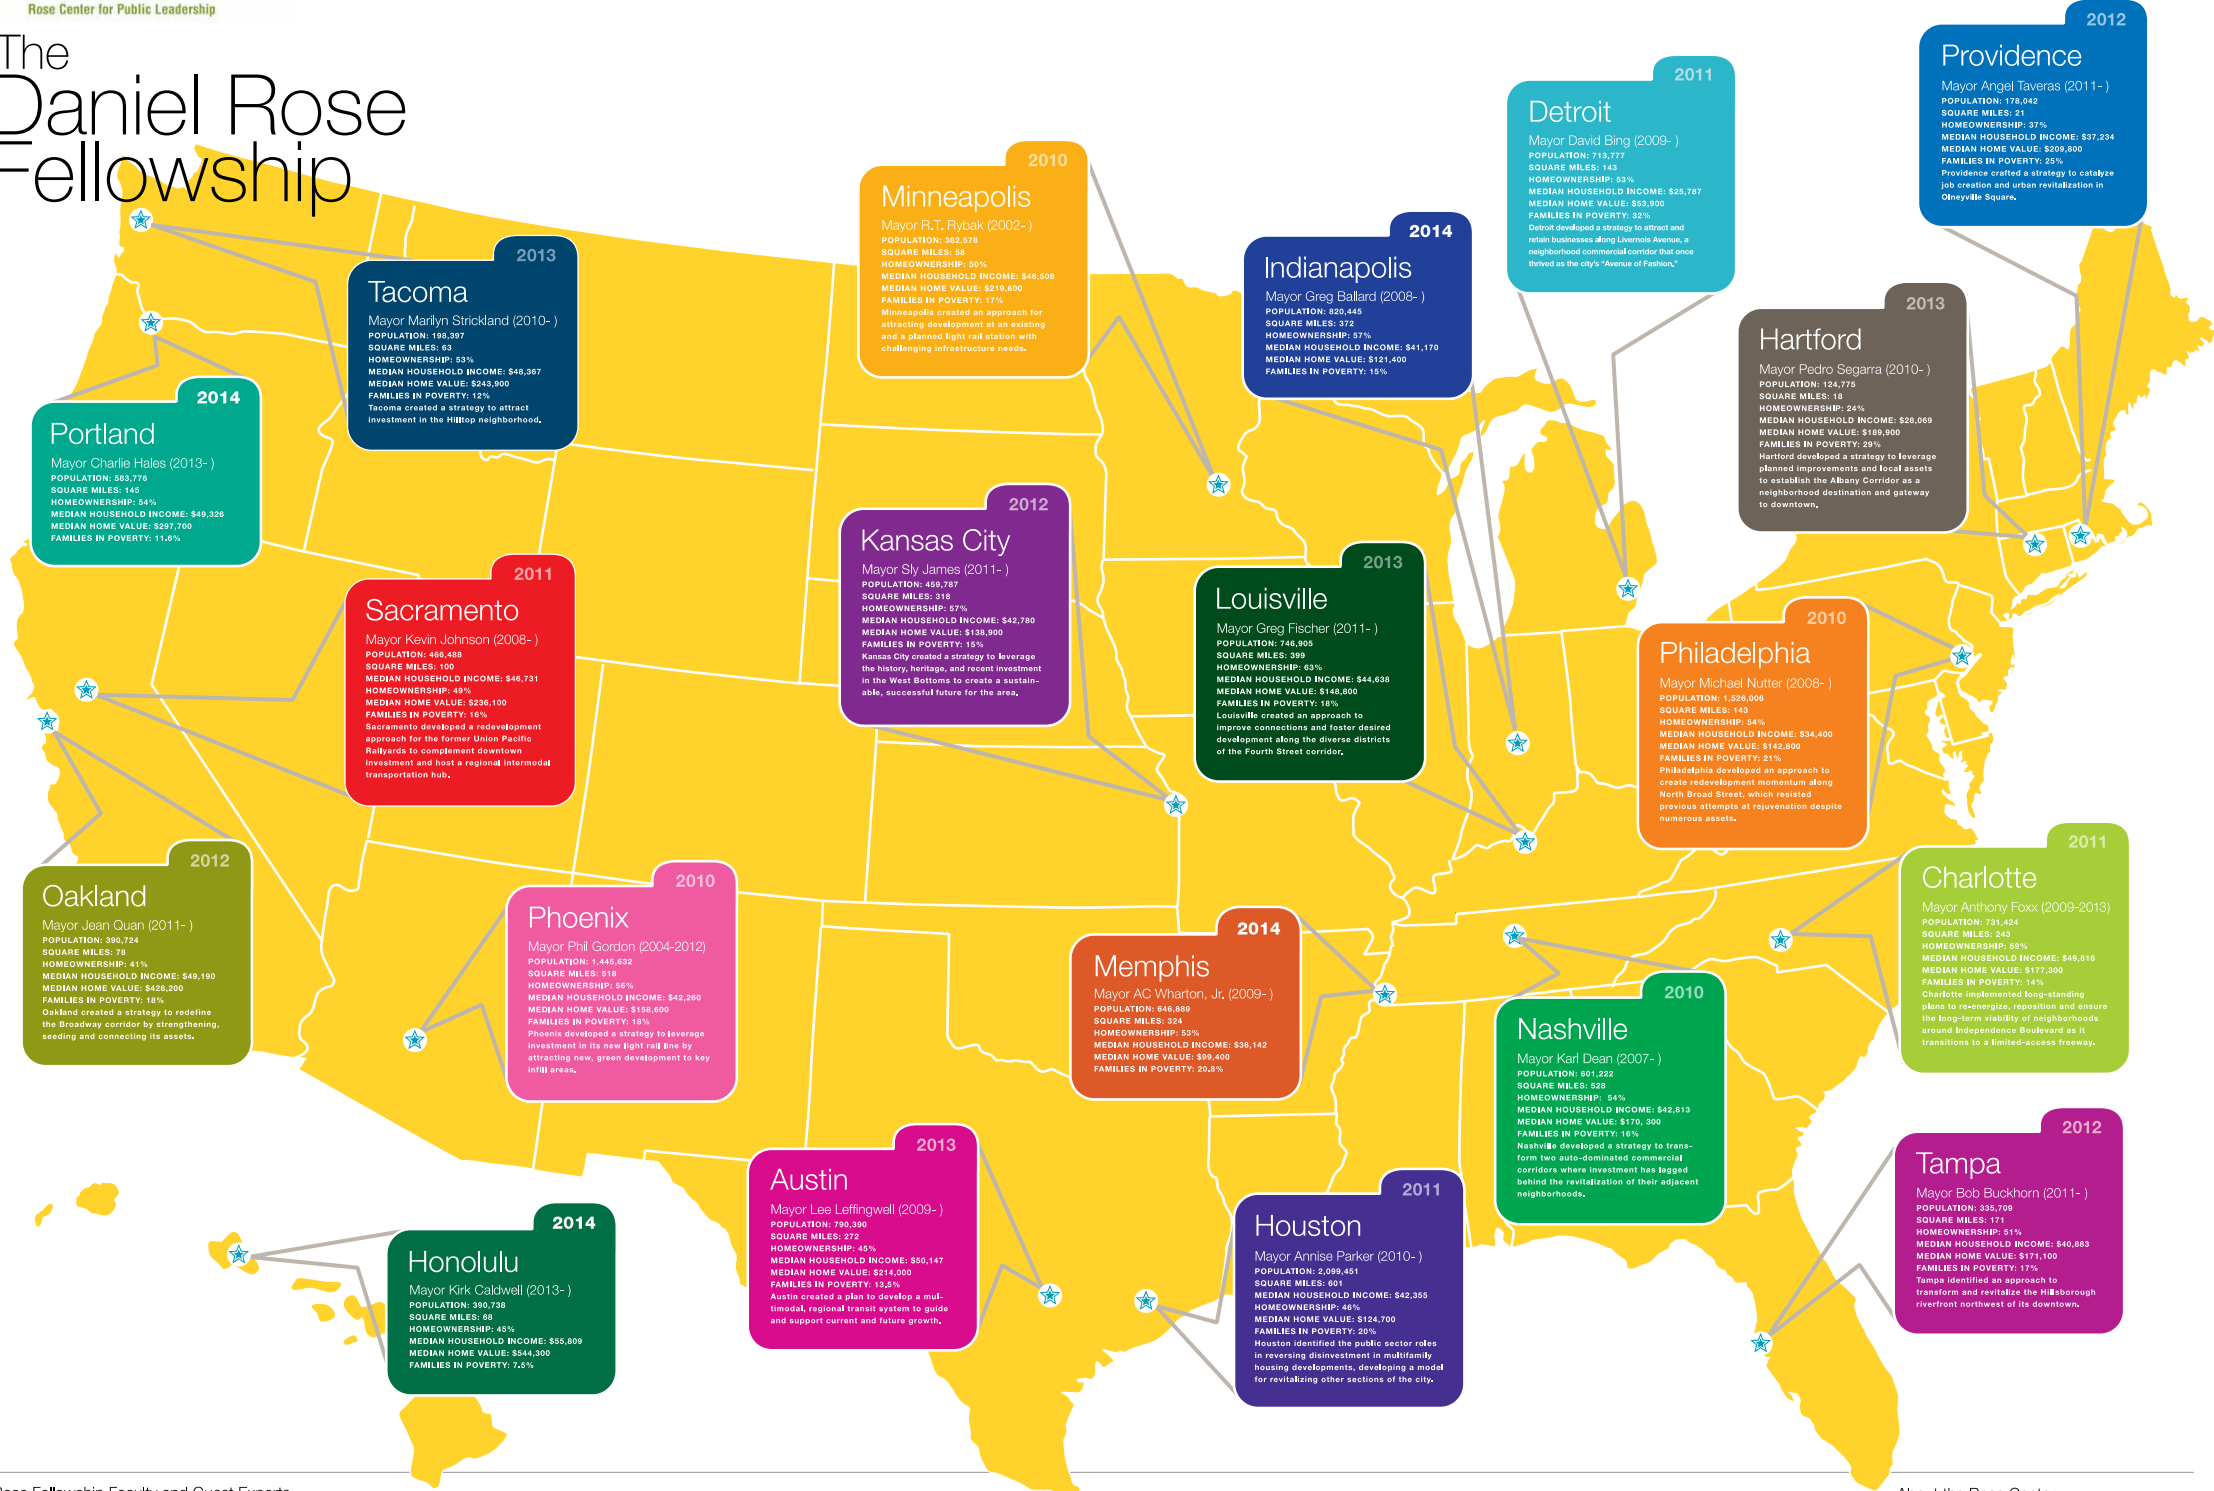 Rose Center for Public Leadership
The
Daniel Rose
Fellowship
2012
Providence
Mayor Angel Taveras (2011- )
POPULATION: 178,042
SQUARE MILES: 21
HOMEOWNERSHIP: 37%
MEDIAN HOUSEHOLD INCOME: $37,234
MEDIAN HOME VALUE: $209,800
FAMILIES IN POVERTY: 25%
Providence crafted a strategy to catalyze
job creation and urban revitalization in
Olneyville Square.
2011
Detroit
Mayor David Bing (2009- )
POPULATION: 713,777
SQUARE MILES: 143
HOMEOWNERSHIP: 53%
MEDIAN HOUSEHOLD INCOME: $25,787
MEDIAN HOME VALUE: $53,900
FAMILIES IN POVERTY: 32%
Detroit developed a strategy to attract and
retain businesses along Livernois Avenue, a
neighborhood commercial corridor that once
thrived as the city's "Avenue of Fashion."
2010
Minneapolis
Mayor R.T. Rybak (2002- )
POPULATION: 382,578
SQUARE MILES: 58
HOMEOWNERSHIP: 50%
MEDIAN HOUSEHOLD INCOME: $46,508
MEDIAN HOME VALUE: $219,600
FAMILIES IN POVERTY: 17%
Minneapolis created an approach for
attracting development at an existing
and a planned light rail station with
challenging infrastructure needs.
2014
Indianapolis
Mayor Greg Ballard (2008- )
POPULATION: 820,445
SQUARE MILES: 372
HOMEOWNERSHIP: 57%
MEDIAN HOUSEHOLD INCOME: $41,170
MEDIAN HOME VALUE: $121,400
FAMILIES IN POVERTY: 15%
2013
Tacoma
Mayor Marilyn Strickland (2010- )
POPULATION: 198,397
SQUARE MILES: 63
HOMEOWNERSHIP: 53%
MEDIAN HOUSEHOLD INCOME: $48,367
MEDIAN HOME VALUE: $243,900
FAMILIES IN POVERTY: 12%
Tacoma created a strategy to attract
investment in the Hilltop neighborhood.
2013
Hartford
Mayor Pedro Segarra (2010- )
POPULATION: 124,775
SQUARE MILES: 18
HOMEOWNERSHIP: 24%
MEDIAN HOUSEHOLD INCOME: $28,069
MEDIAN HOME VALUE: $189,900
FAMILIES IN POVERTY: 29%
Hartford developed a strategy to leverage
planned improvements and local assets
to establish the Albany Corridor as a
neighborhood destination and gateway
to downtown.
2014
Portland
Mayor Charlie Hales (2013- )
POPULATION: 583,776
SQUARE MILES: 145
HOMEOWNERSHIP: 54%
MEDIAN HOUSEHOLD INCOME: $49,326
MEDIAN HOME VALUE: $297,700
FAMILIES IN POVERTY: 11.6%
2012
Kansas City
Mayor Sly James (2011- )
POPULATION: 459,787
SQUARE MILES: 318
HOMEOWNERSHIP: 57%
MEDIAN HOUSEHOLD INCOME: $42,780
MEDIAN HOME VALUE: $138,900
FAMILIES IN POVERTY: 15%
Kansas City created a strategy to leverage
the history, heritage, and recent investment
in the West Bottoms to create a sustain-
able, successful future for the area.
2011
Sacramento
Mayor Kevin Johnson (2008- )
POPULATION: 466,488
SQUARE MILES: 100
MEDIAN HOUSEHOLD INCOME: $46,731
HOMEOWNERSHIP: 49%
MEDIAN HOME VALUE: $236,100
FAMILIES IN POVERTY: 16%
Sacramento developed a redevelopment
approach for the former Union Pacific
Railyards to complement downtown
investment and host a regional intermodal
transportation hub.
2013
Louisville
Mayor Greg Fischer (2011- )
POPULATION: 746,905
SQUARE MILES: 399
HOMEOWNERSHIP: 63%
MEDIAN HOUSEHOLD INCOME: $44,638
MEDIAN HOME VALUE: $148,800
FAMILIES IN POVERTY: 18%
Louisville created an approach to
improve connections and foster desired
development along the diverse districts
of the Fourth Street corridor.
2010
Philadelphia
Mayor Michael Nutter (2008- )
POPULATION: 1,526,006
SQUARE MILES: 143
HOMEOWNERSHIP: 54%
MEDIAN HOUSEHOLD INCOME: $34,400
MEDIAN HOME VALUE: $142,600
FAMILIES IN POVERTY: 21%
Philadelphia developed an approach to
create redevelopment momentum along
North Broad Street, which resisted
previous attempts at rejuvenation despite
numerous assets.
2012
Oakland
Mayor Jean Quan (2011- )
POPULATION: 390,724
SQUARE MILES: 78
HOMEOWNERSHIP: 41%
MEDIAN HOUSEHOLD INCOME: $49,190
MEDIAN HOME VALUE: $428,200
FAMILIES IN POVERTY: 18%
Oakland created a strategy to redefine
the Broadway corridor by strengthening,
seeding and connecting its assets.
2010
Phoenix
Mayor Phil Gordon (2004-2012)
POPULATION: 1,445,632
SQUARE MILES: 518
HOMEOWNERSHIP: 56%
MEDIAN HOUSEHOLD INCOME: $42,260
MEDIAN HOME VALUE: $158,600
FAMILIES IN POVERTY: 18%
Phoenix developed a strategy to leverage
investment in its new light rail line by
attracting new, green development to key
infill areas.
2014
Memphis
Mayor AC Wharton, Jr. (2009- )
POPULATION: 646,889
SQUARE MILES: 324
HOMEOWNERSHIP: 53%
MEDIAN HOUSEHOLD INCOME: $36,142
MEDIAN HOME VALUE: $99,400
FAMILIES IN POVERTY: 20.8%
2011
Charlotte
Mayor Anthony Foxx (2009-2013)
POPULATION: 731,424
SQUARE MILES: 243
HOMEOWNERSHIP: 59%
MEDIAN HOUSEHOLD INCOME: $49,616
MEDIAN HOME VALUE: $177,300
FAMILIES IN POVERTY: 14%
Charlotte implemented long-standing
plans to re-energize, reposition and ensure
the long-term viability of neighborhoods
around Independence Boulevard as it
transitions to a limited-access freeway.
2010
Nashville
Mayor Karl Dean (2007- )
POPULATION: 601,222
SQUARE MILES: 528
HOMEOWNERSHIP: 54%
MEDIAN HOUSEHOLD INCOME: $42,813
MEDIAN HOME VALUE: $170, 300
FAMILIES IN POVERTY: 16%
Nashville developed a strategy to trans-
form two auto-dominated commercial
corridors where investment has lagged
behind the revitalization of their adjacent
neighborhoods.
2013
Austin
Mayor Lee Leffingwell (2009- )
POPULATION: 790,390
SQUARE MILES: 272
HOMEOWNERSHIP: 45%
MEDIAN HOUSEHOLD INCOME: $50,147
MEDIAN HOME VALUE: $214,000
FAMILIES IN POVERTY: 13.5%
Austin created a plan to develop a mul-
timodal, regional transit system to guide
and support current and future growth.
2012
Tampa
Mayor Bob Buckhorn (2011- )
POPULATION: 335,709
SQUARE MILES: 171
HOMEOWNERSHIP: 51%
MEDIAN HOUSEHOLD INCOME: $40,883
MEDIAN HOME VALUE: $171,100
FAMILIES IN POVERTY: 17%
Tampa identified an approach to
transform and revitalize the Hillsborough
riverfront northwest of its downtown.
2011
Houston
Mayor Annise Parker (2010- )
POPULATION: 2,099,451
SQUARE MILES: 601
MEDIAN HOUSEHOLD INCOME: $42,355
HOMEOWNERSHIP: 46%
MEDIAN HOME VALUE: $124,700
FAMILIES IN POVERTY: 20%
Houston identified the public sector roles
in reversing disinvestment in multifamily
housing developments, developing a model
for revitalizing other sections of the city.
2014
Honolulu
Mayor Kirk Caldwell (2013- )
POPULATION: 390,738
SQUARE MILES: 68
HOMEOWNERSHIP: 45%
MEDIAN HOUSEHOLD INCOME: $55,809
MEDIAN HOME VALUE: $544,300
FAMILIES IN POVERTY: 7.5%
Rose Fellowship Faculty and Guest Experts
About the Rose